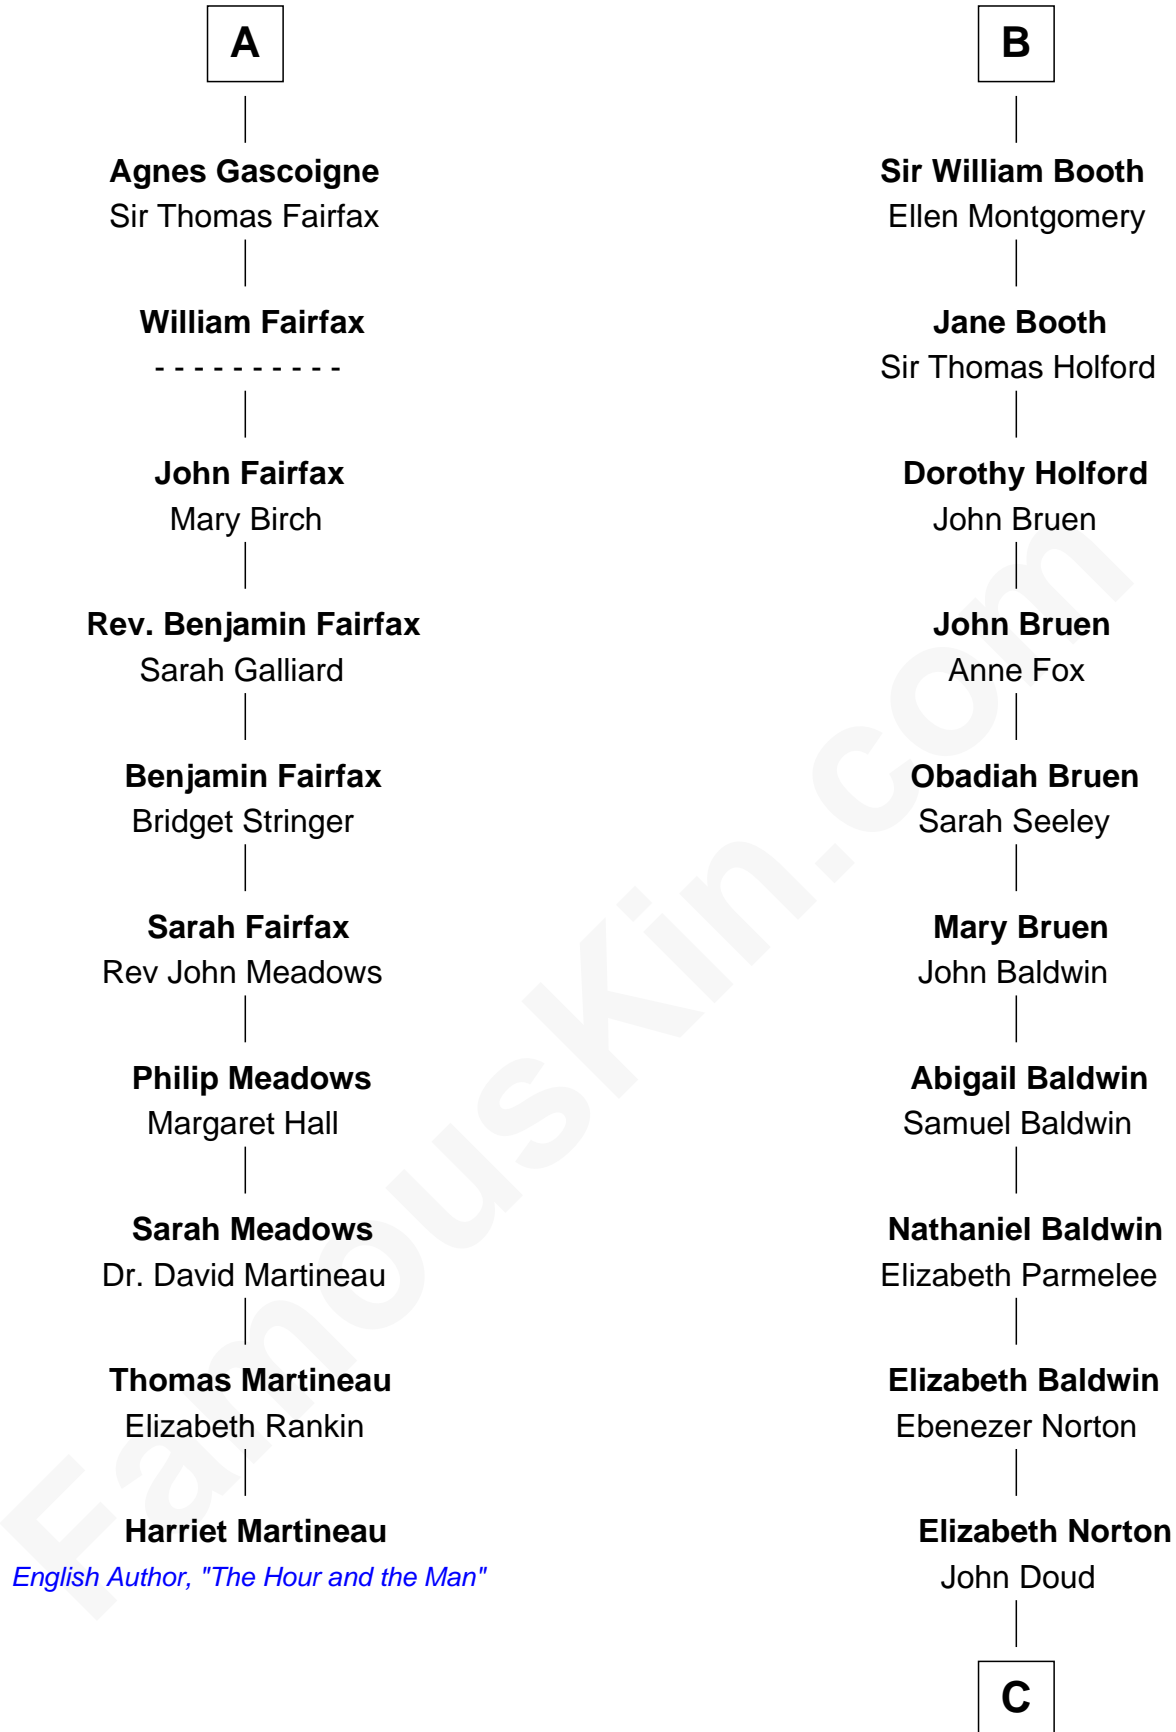 A
Agnes Gascoigne
Sir Thomas Fairfax
William Fairfax
- - - - - - - - - -
John Fairfax
Mary Birch
Rev. Benjamin Fairfax
Sarah Galliard
Benjamin Fairfax
Bridget Stringer
Sarah Fairfax
Rev John Meadows
Philip Meadows
Margaret Hall
Sarah Meadows
Dr. David Martineau
Thomas Martineau
Elizabeth Rankin
Harriet Martineau
English Author, "The Hour and the Man"
B
Sir William Booth
Ellen Montgomery
Jane Booth
Sir Thomas Holford
Dorothy Holford
John Bruen
John Bruen
Anne Fox
Obadiah Bruen
Sarah Seeley
Mary Bruen
John Baldwin
Abigail Baldwin
Samuel Baldwin
Nathaniel Baldwin
Elizabeth Parmelee
Elizabeth Baldwin
Ebenezer Norton
Elizabeth Norton
John Doud
C
FamousKin.com